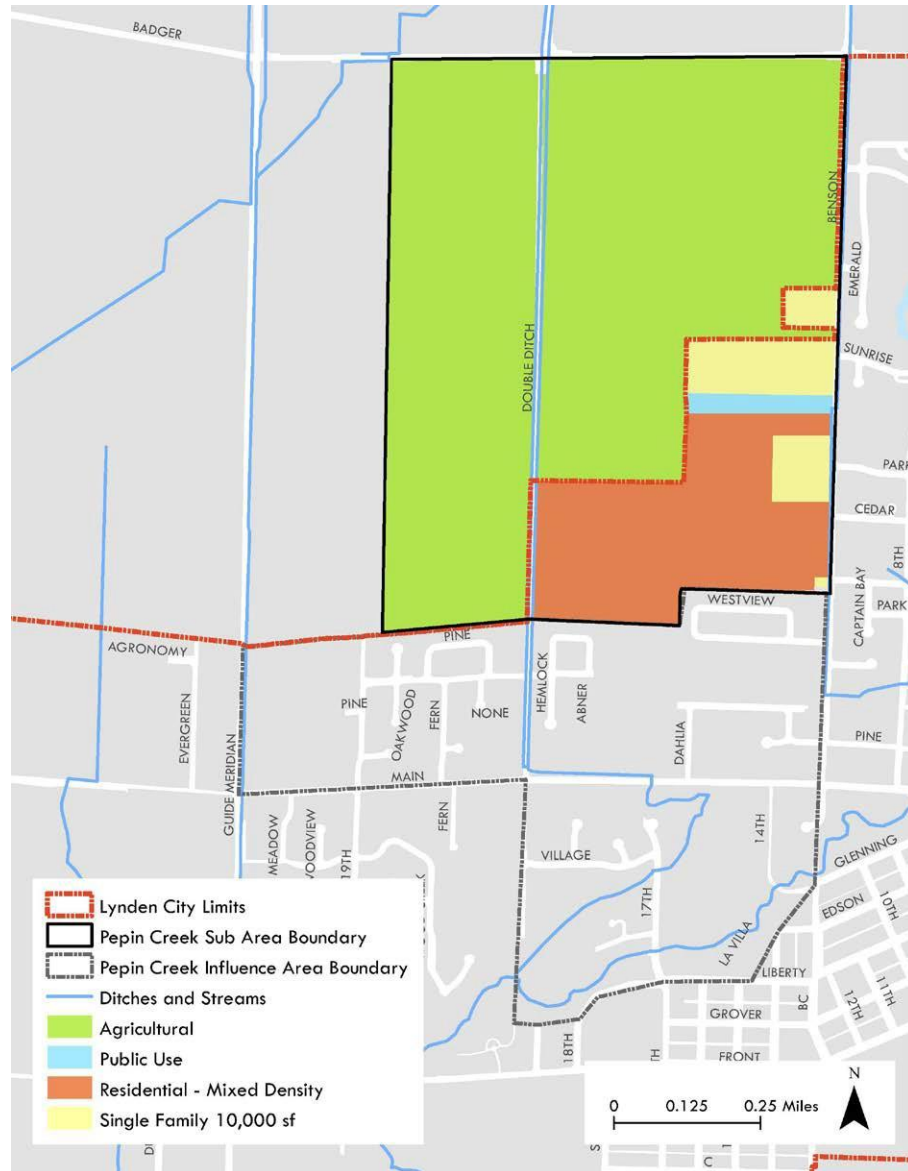 BADGER
BENSON
EMERALD
DOUBLE DITCH
SUNRISE
PARK
CEDAR
8TH
WESTVIEW
CAPTAIN BAY
PARK
PINE
AGRONOMY
EVERGREEN
GUIDE MERIDIAN
PINE
OAKWOOD
FERN
NONE
HEMLOCK
ABNER
DAHLIA
PINE
MAIN
MEADOW
WOODVIEW
19TH
FERN
VILLAGE
17TH
14TH
GLENNING
EDSON
10TH
LA VILLA
LIBERTY
BC
12TH
11TH
GROVER
FRONT
18TH
TH
Lynden City Limits
Pepin Creek Sub Area Boundary
Pepin Creek Influence Area Boundary
Ditches and Streams
Agricultural
Public Use
Residential - Mixed Density
Single Family 10,000 sf
N
0 0.125 0.25 Miles
C